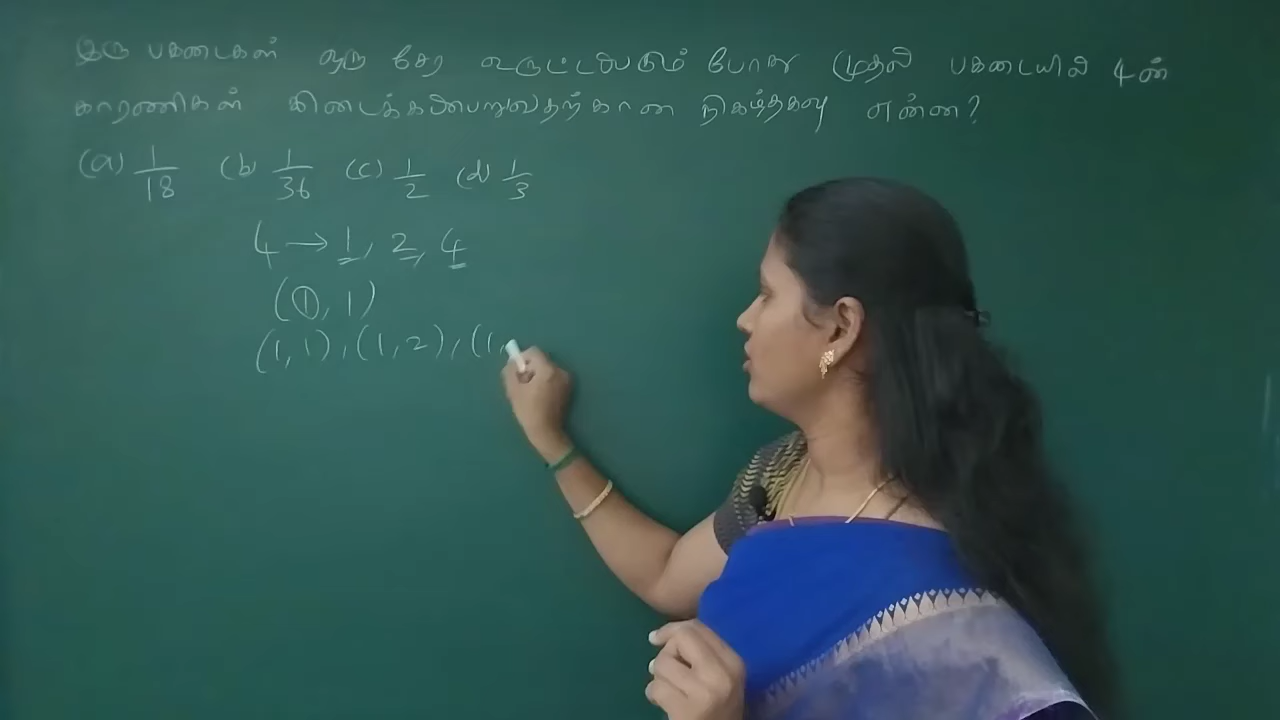 இரு பகடைகள் ஒரு சேர உருட்டப்படும் போது முதல் பகடையில் 4ன்
காரணிகள் கிடைக்கப்பெறுவதற்கான நிகழ்தகவு என்ன?
(a) 1/18 (b) 1/36 (c) 1/2 (d) 1/3
4 → 1, 2, 4
(1, 1)
(1, 1), (1, 2), (1,